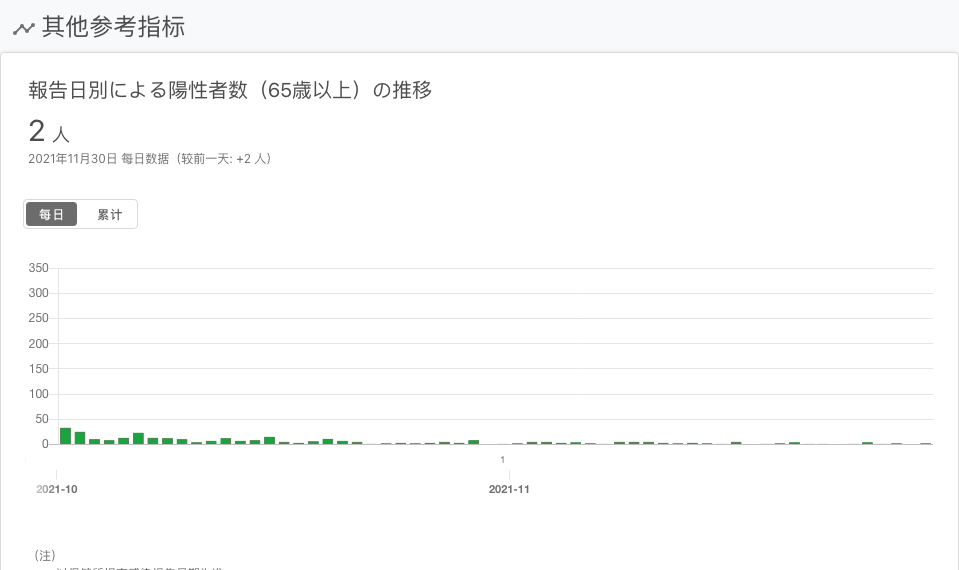 其他参考指标
報告日別による陽性者数（65歳以上）の推移
2 人
2021年11月30日 每日数据（较前一天: +2 人）
每日 累计
350
300
250
200
150
100
50
0
1
2021-10 2021-11
（注）